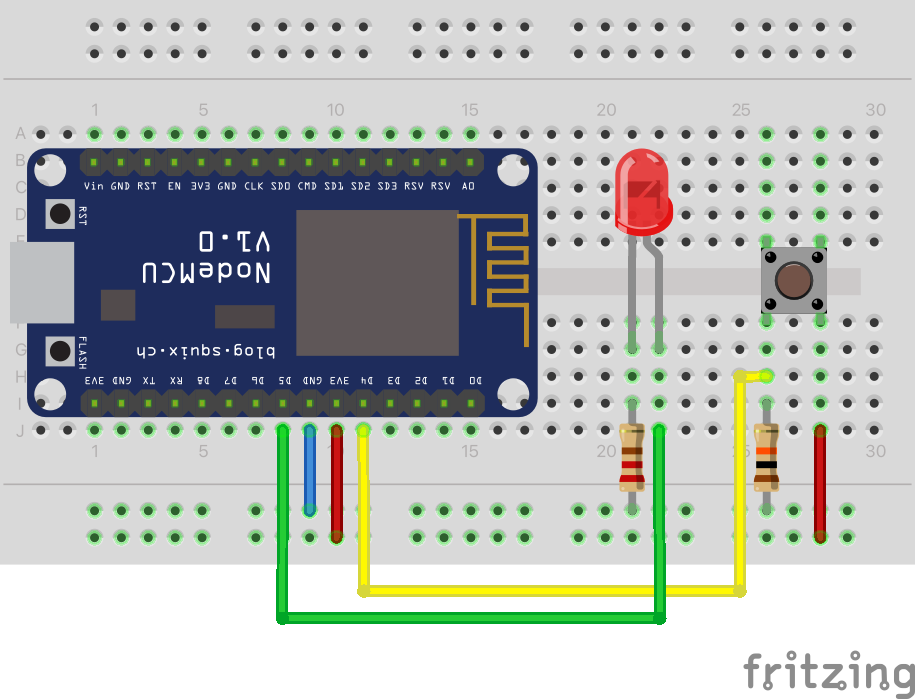 1 5 10 15 20 25 30
A
B
Vin GND RST EN 3V3 GND CLK SD0 CMD SD1 SD2 SD3 RSV RSV A0
C
D
RST
E
V1.0
NodeMCU
F
G
blog.squix.ch
FLASH
H
3V3 GND TX RX D8 D7 D6 D5 GND 3V3 D4 D3 D2 D1 D0
I
J
1 5 15 20 25 30
fritzing